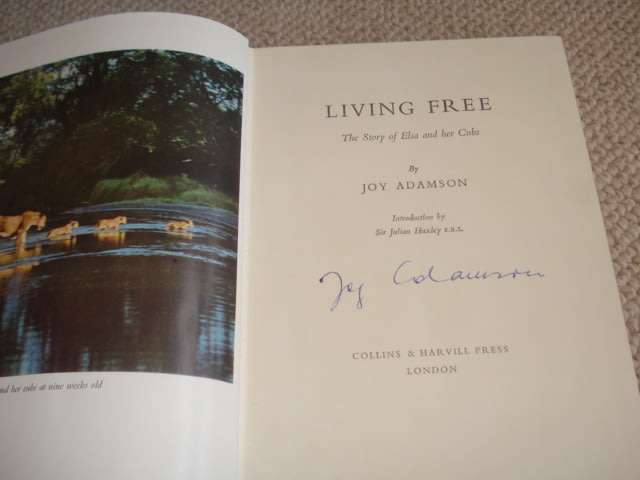 LIVING FREE
The Story of Elsa and her Cubs
By
JOY ADAMSON
Introduction by
Sir Julian Huxley F.R.S.
Joy Adamson
COLLINS & HARVILL PRESS
LONDON
and her cubs at nine weeks old